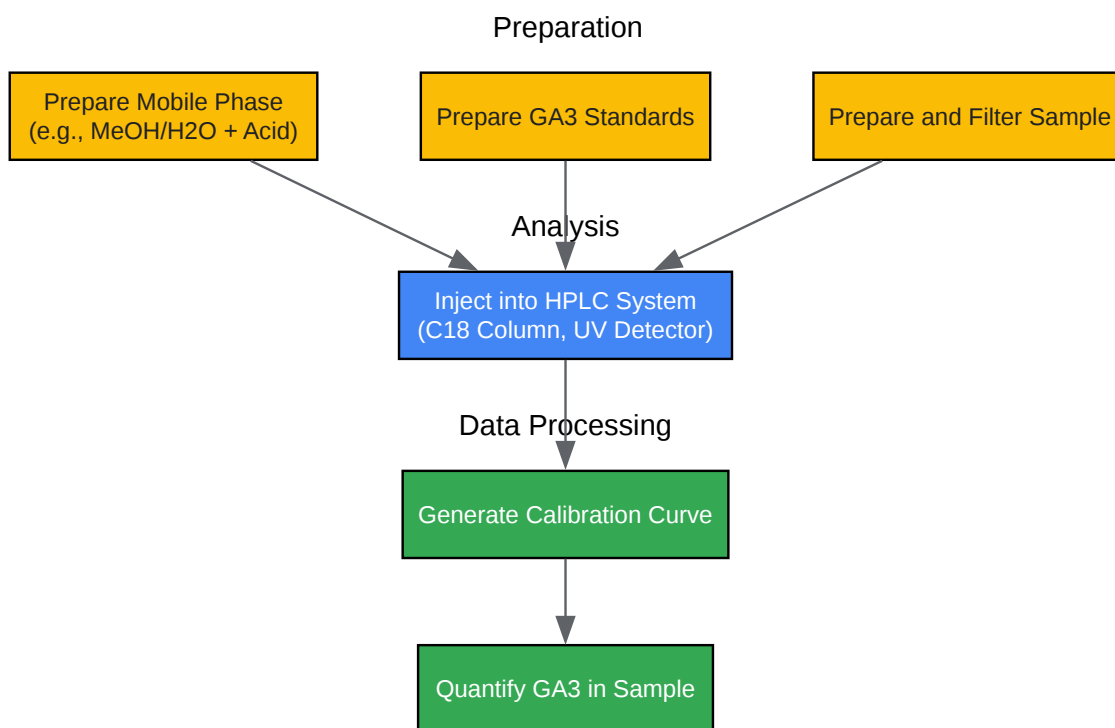 Preparation
Prepare Mobile Phase
(e.g., MeOH/H2O + Acid)
Prepare GA3 Standards
Prepare and Filter Sample
Analysis
Inject into HPLC System
(C18 Column, UV Detector)
Data Processing
Generate Calibration Curve
Quantify GA3 in Sample